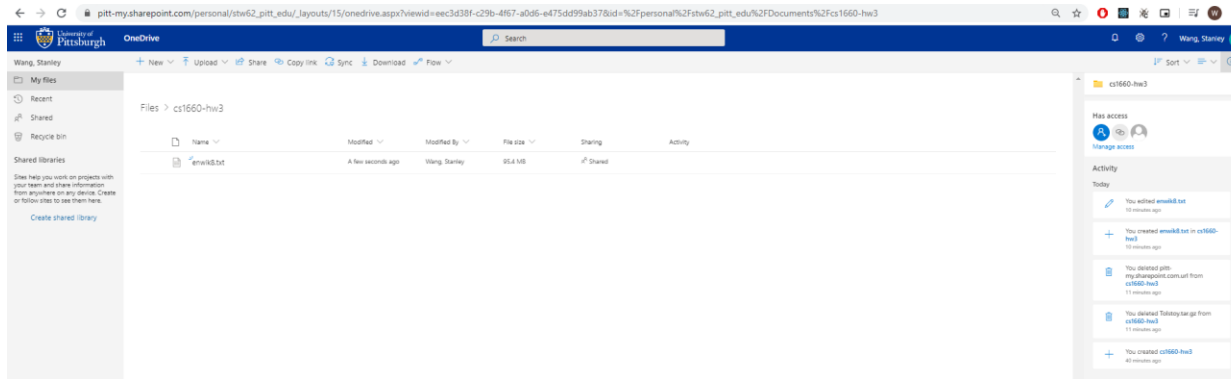 pitt-my.sharepoint.com/personal/stw62_pitt_edu/_layouts/15/onedrive.aspx?viewid=eec3d38f-c29b-4f67-a0d6-e475dd99ab37&id=%2Fpersonal%2Fstw62_pitt_edu%2FDocuments%2Fcs1660-hw3
W
University of
Pittsburgh
OneDrive
Search
? Wang, Stanley
Wang, Stanley
+ New Upload Share Copy link Sync Download Flow
Sort
My files
Recent
Shared
Recycle bin
Shared libraries
Sites help you work on projects with
your team and share information
from anywhere on any device. Create
or follow sites to see them here.
Create shared library
Files > cs1660-hw3
Name Modified Modified By File size Sharing Activity
enwik8.txt A few seconds ago Wang, Stanley 95.4 MB Shared
cs1660-hw3
Has access
Manage access
Activity
Today
You edited enwik8.txt
10 minutes ago
You created enwik8.txt in cs1660-
hw3
10 minutes ago
You deleted pitt-
my.sharepoint.com.url from
cs1660-hw3
11 minutes ago
You deleted Tolstoy.tar.gz from
cs1660-hw3
11 minutes ago
You created cs1660-hw3
40 minutes ago